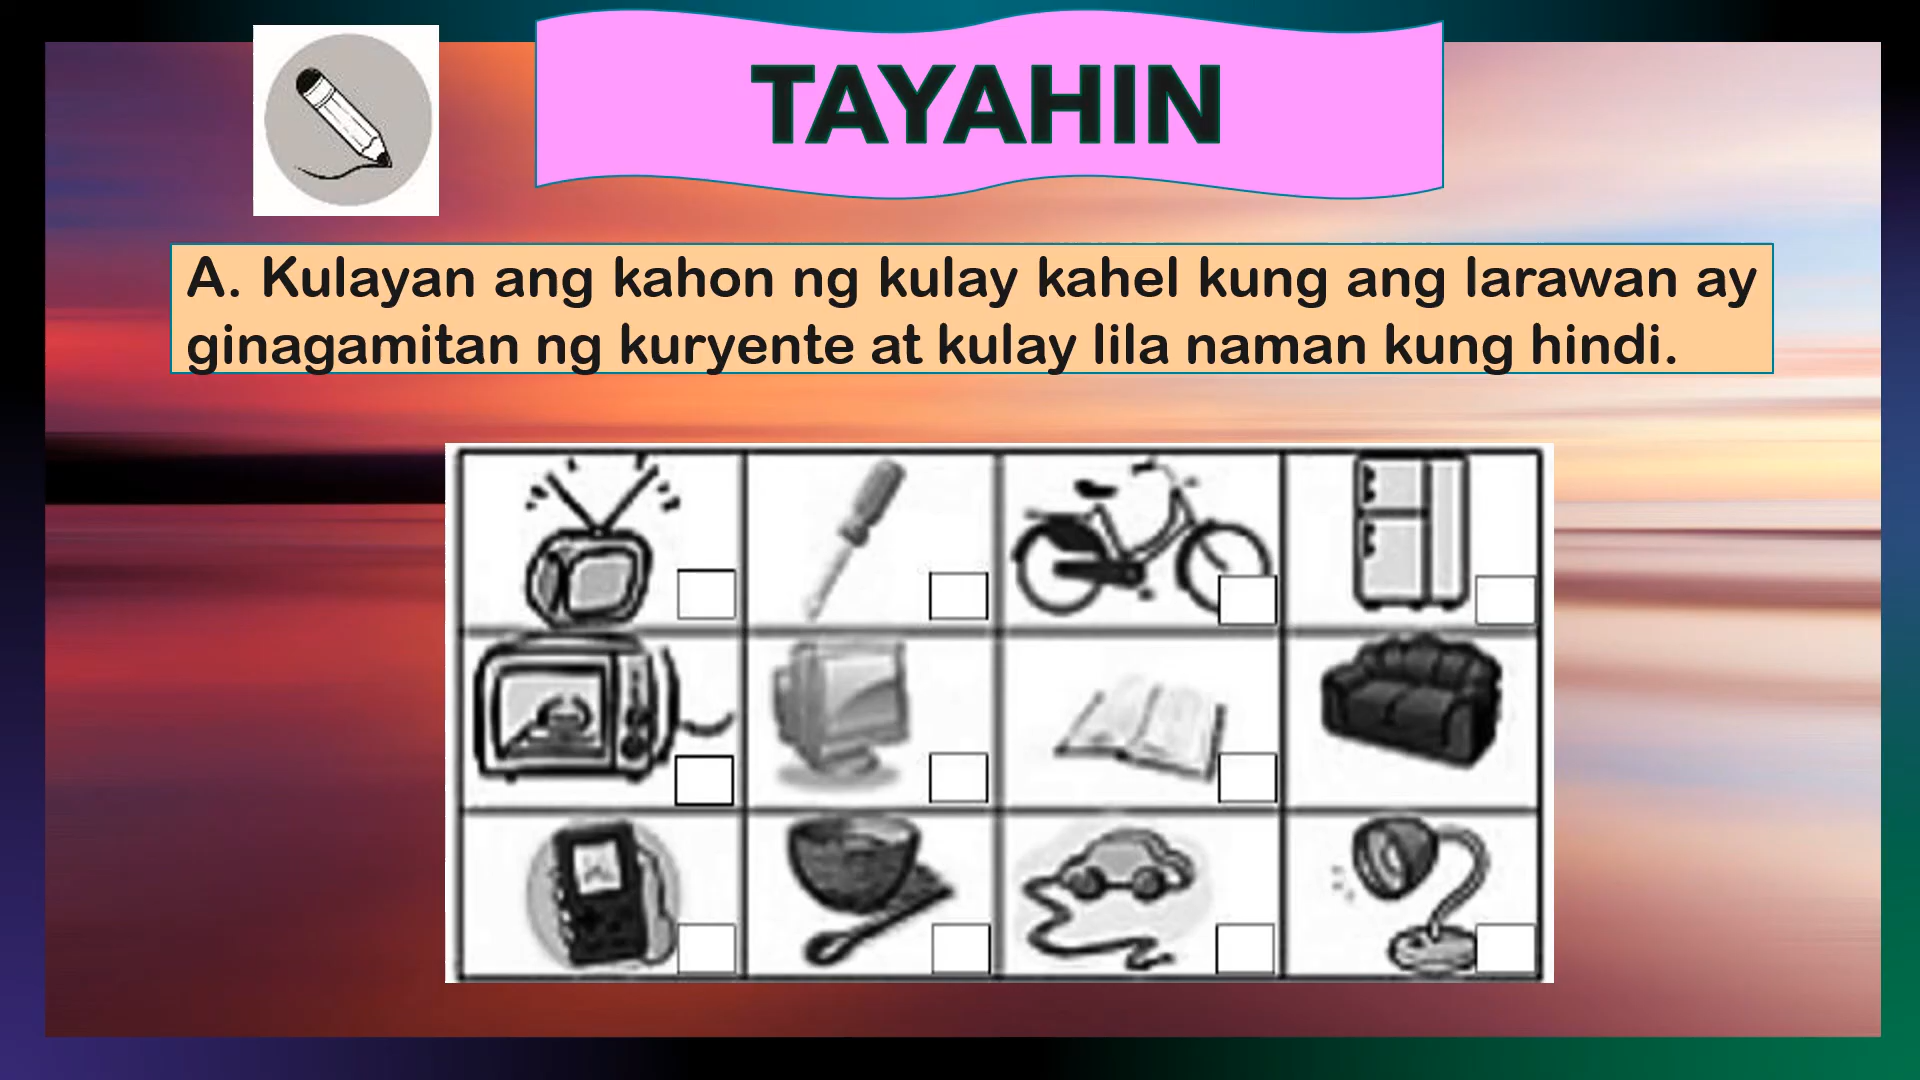 TAYAHIN
A. Kulayan ang kahon ng kulay kahel kung ang larawan ay
ginagamitan ng kuryente at kulay lila naman kung hindi.